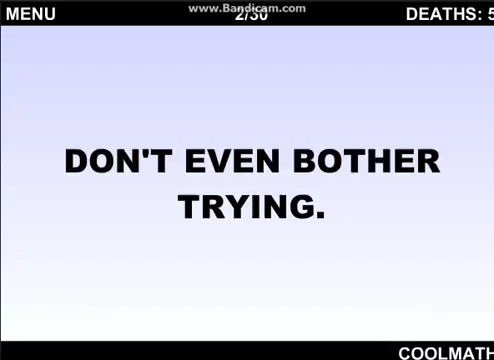 www.Bandicam.com
MENU 2/30 DEATHS: 5
DON'T EVEN BOTHER
TRYING.
COOLMATH